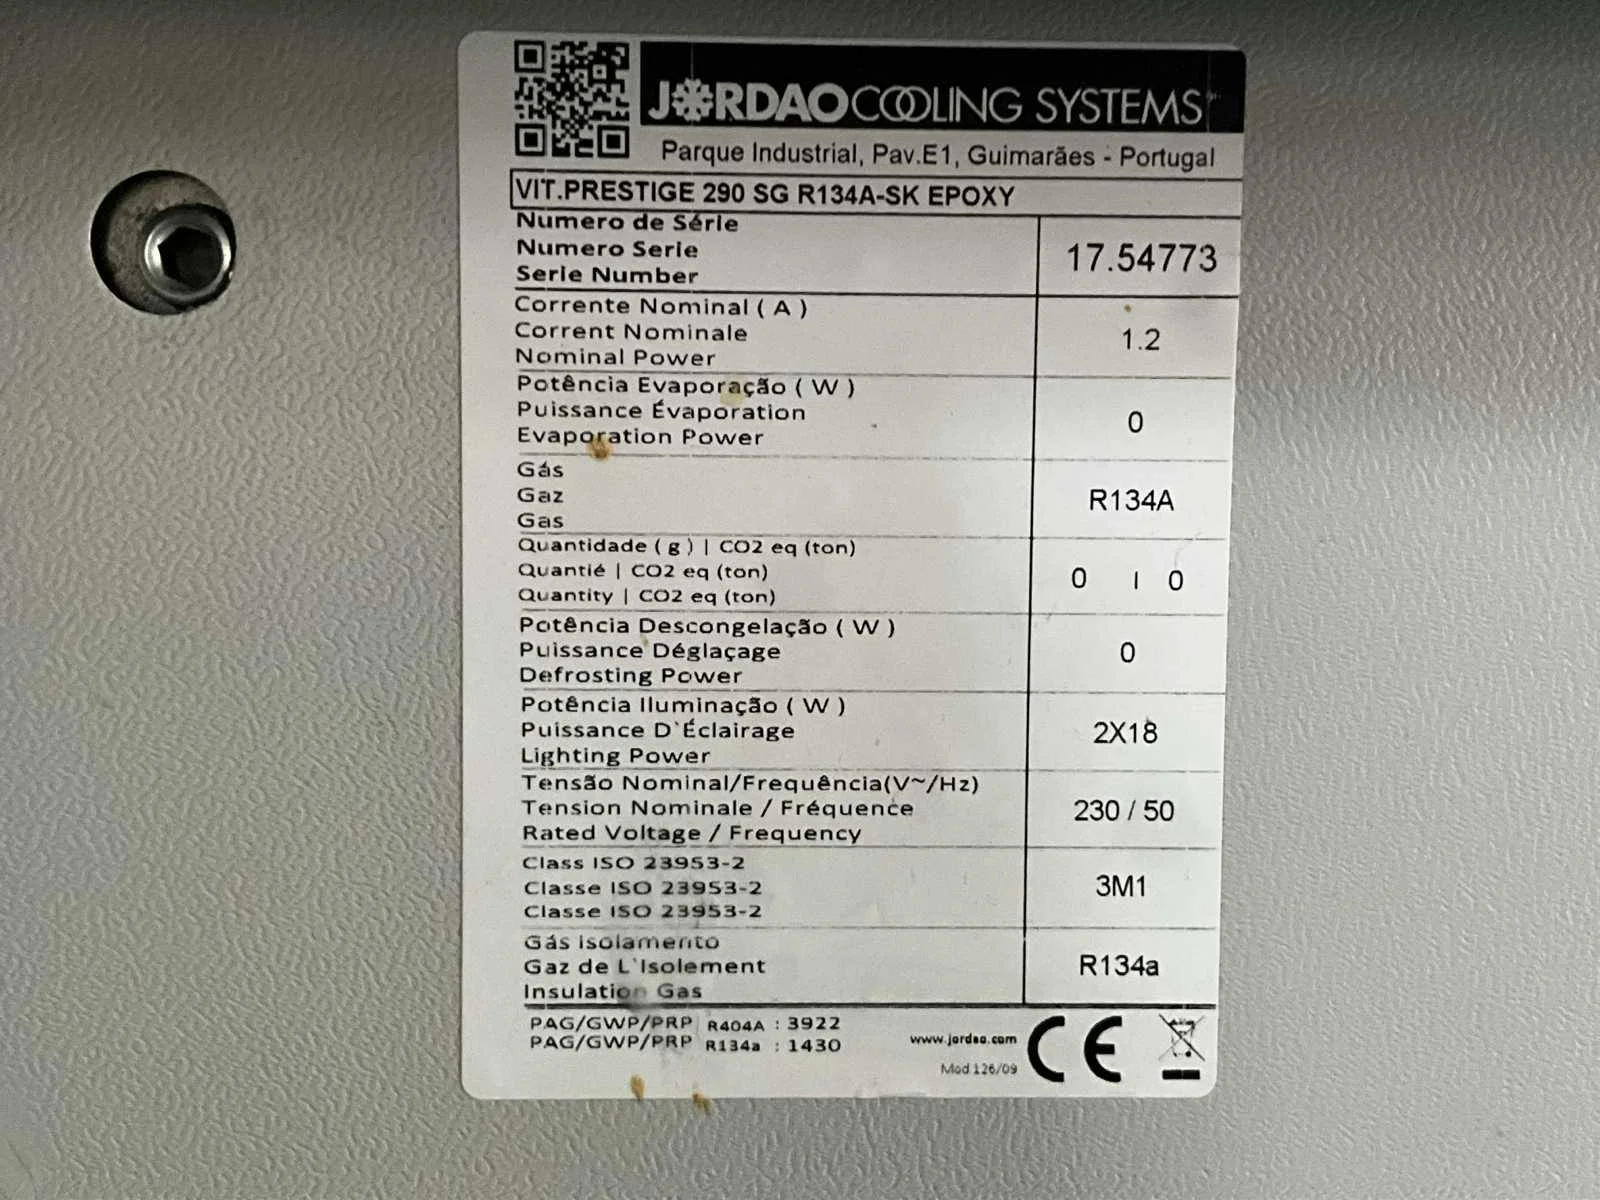 JORDAO COOLING SYSTEMS
Parque Industrial, Pav.E1, Guimarães - Portugal
VIT.PRESTIGE 290 SG R134A-SK EPOXY
Numero de Série
Numero Serie
Serie Number
17.54773
Corrente Nominal ( A )
Corrent Nominale
Nominal Power
1.2
Potência Evaporação ( W )
Puissance Évaporation
Evaporation Power
0
Gás
Gaz
Gas
R134A
Quantidade ( g ) | CO2 eq (ton)
Quantié | CO2 eq (ton)
Quantity | CO2 eq (ton)
0 | 0
Potência Descongelação ( W )
Puissance Déglaçage
Defrosting Power
0
Potência Iluminação ( W )
Puissance D`Éclairage
Lighting Power
2X18
Tensão Nominal/Frequência(V~/Hz)
Tension Nominale / Fréquence
Rated Voltage / Frequency
230 / 50
Class ISO 23953-2
Classe ISO 23953-2
Classe ISO 23953-2
3M1
Gás isolamento
Gaz de L`Isolement
Insulation Gas
R134a
PAG/GWP/PRP R404A : 3922
PAG/GWP/PRP R134a : 1430
www.jordao.com
Mod 126/09
CE